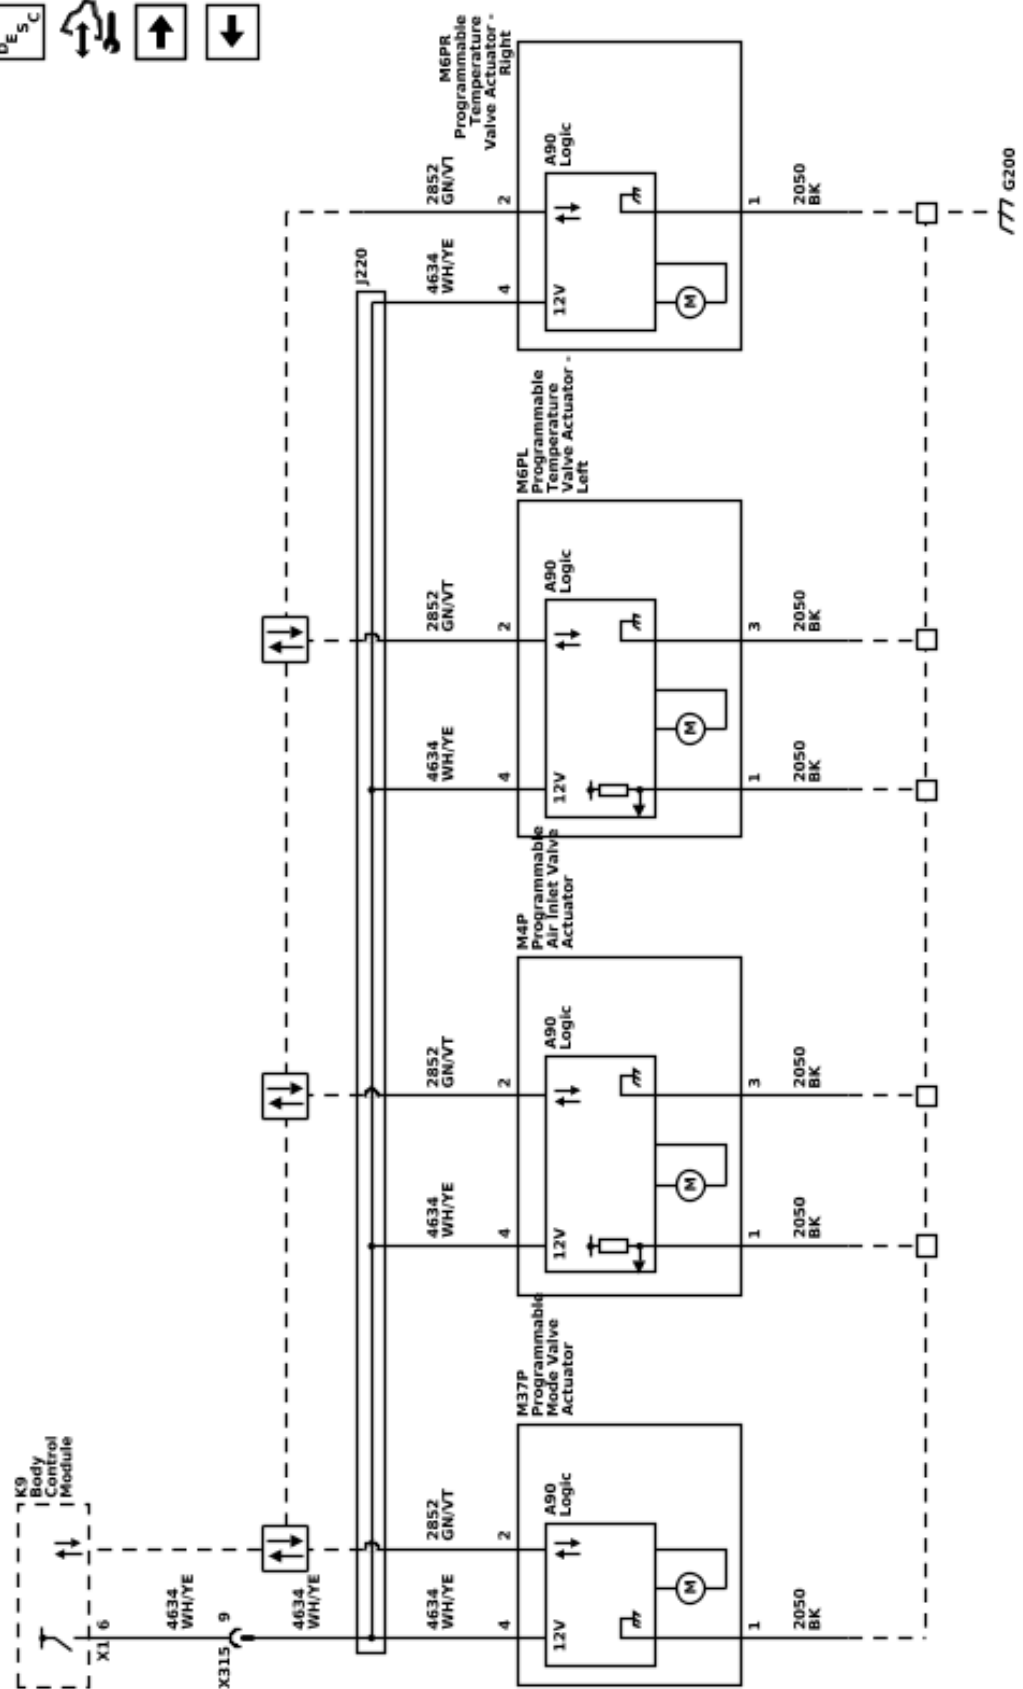 DESC
K9
Body
Control
Module
X1
6
4634
WH/YE
X315
9
4634
WH/YE
J220
4634
WH/YE
2852
GN/VT
4634
WH/YE
2852
GN/VT
4634
WH/YE
2852
GN/VT
4634
WH/YE
2852
GN/VT
4
2
4
2
4
2
4
2
M37P
Programmable
Mode Valve
Actuator
M4P
Programmable
Air Inlet Valve
Actuator
M6PL
Programmable
Temperature
Valve Actuator -
Left
M6PR
Programmable
Temperature
Valve Actuator -
Right
A90
Logic
A90
Logic
A90
Logic
A90
Logic
12V
12V
12V
12V
M
M
M
M
1
1
3
1
3
1
2050
BK
2050
BK
2050
BK
2050
BK
2050
BK
2050
BK
G200